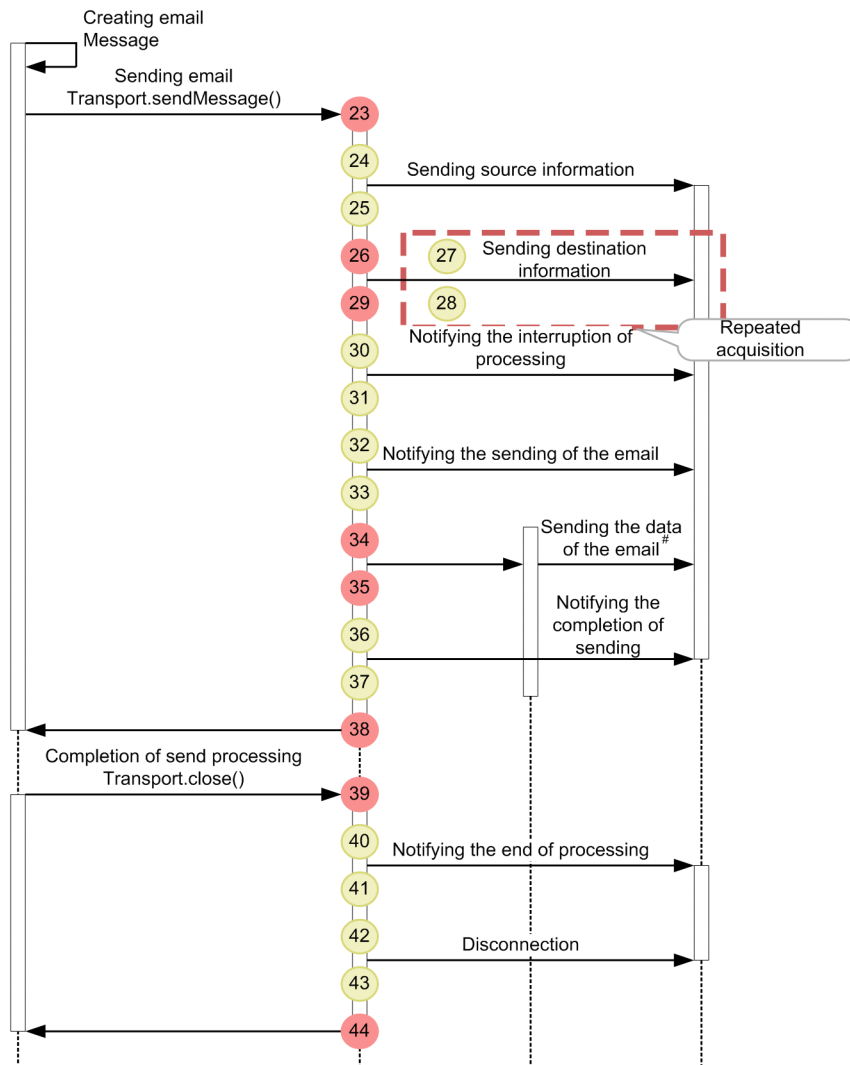 Creating email
Message
Sending email
Transport.sendMessage()
23
24
Sending source information
25
26
27
Sending destination
information
29
28
Repeated
acquisition
30
Notifying the interruption of
processing
31
32
Notifying the sending of the email
33
34
Sending the data
of the email#
35
Notifying the
completion of
sending
36
37
38
Completion of send processing
Transport.close()
39
40
Notifying the end of processing
41
42
Disconnection
43
44